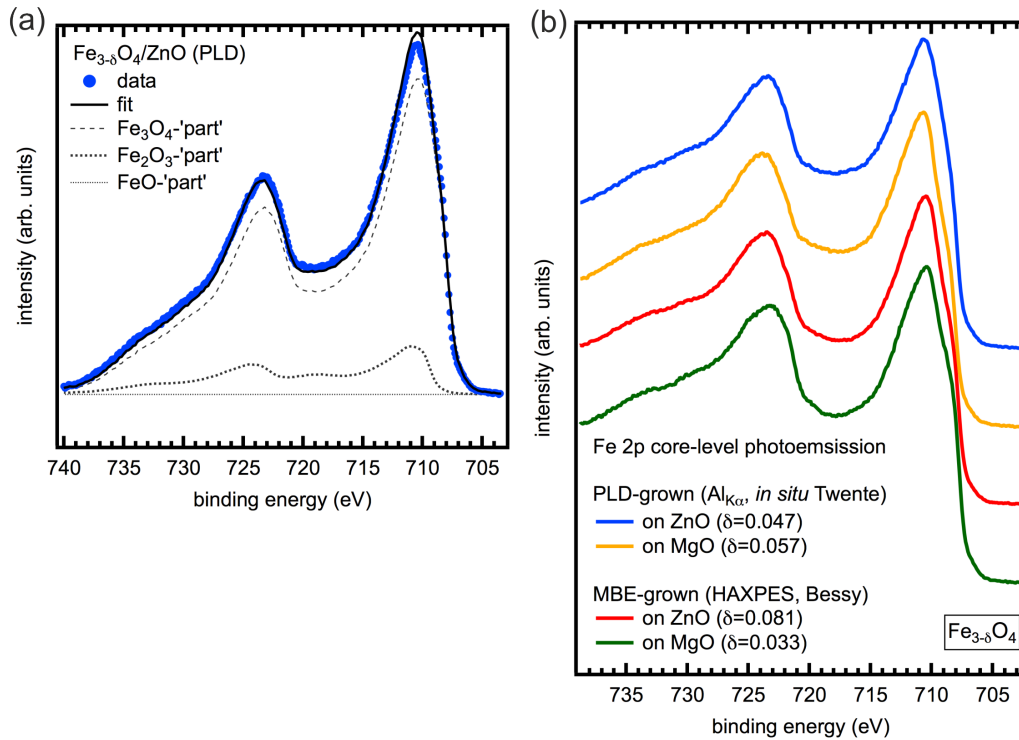 (a)
Fe₃₋δO₄/ZnO (PLD)
data
fit
Fe₃O₄-'part'
Fe₂O₃-'part'
FeO-'part'
intensity (arb. units)
740 735 730 725 720 715 710 705
binding energy (eV)
(b)
intensity (arb. units)
Fe 2p core-level photoemsission
PLD-grown (Al_Kα, in situ Twente)
on ZnO (δ=0.047)
on MgO (δ=0.057)
MBE-grown (HAXPES, Bessy)
on ZnO (δ=0.081)
on MgO (δ=0.033)
Fe₃₋δO₄
735 730 725 720 715 710 705
binding energy (eV)